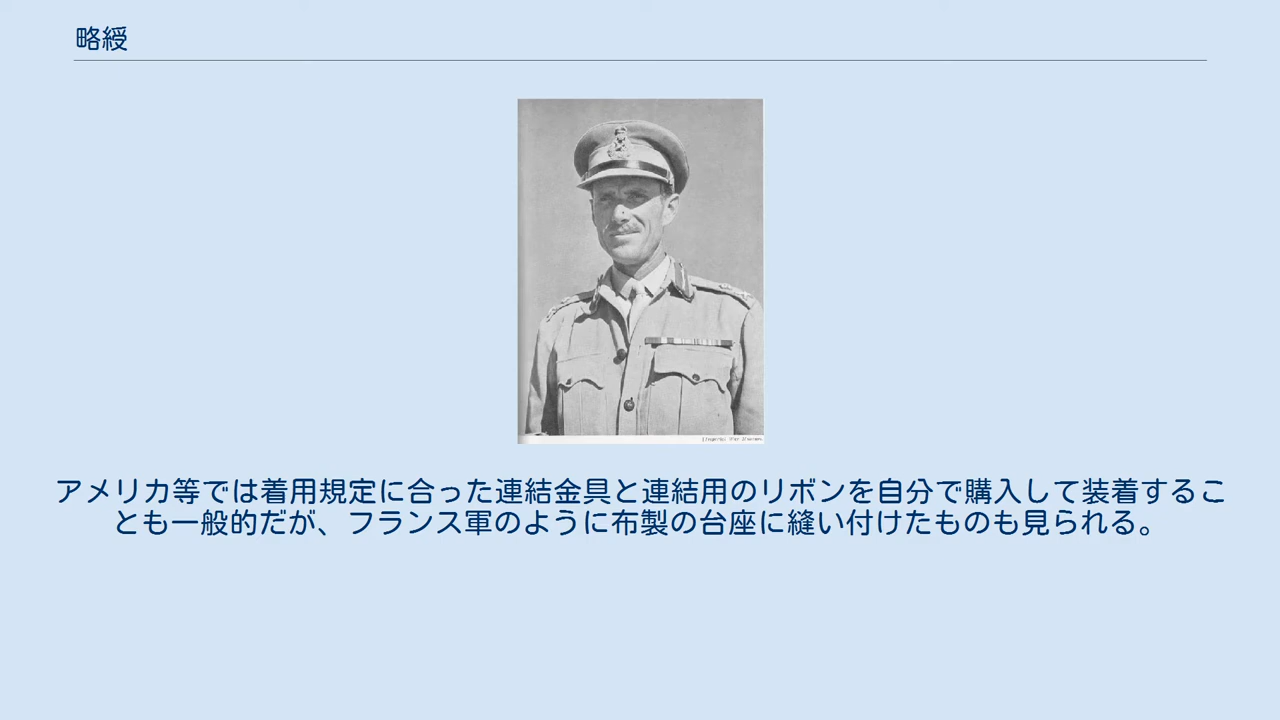 略綬
アメリカ等では着用規定に合った連結金具と連結用のリボンを自分で購入して装着するこ
とも一般的だが、フランス軍のように布製の台座に縫い付けたものも見られる。